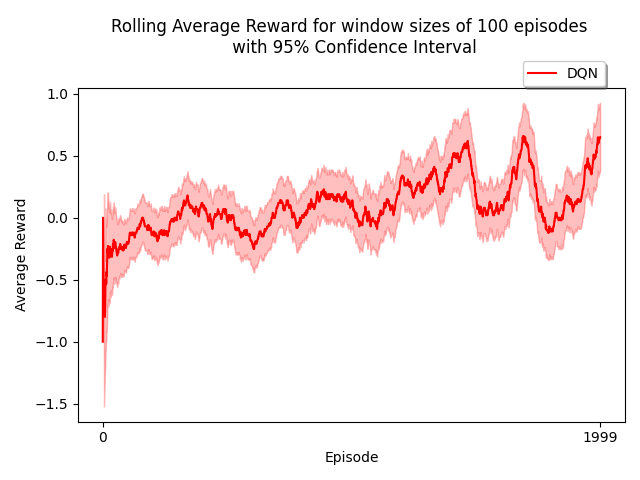 Rolling Average Reward for window sizes of 100 episodes
with 95% Confidence Interval
DQN
1.0
0.5
0.0
−0.5
−1.0
−1.5
Average Reward
0
1999
Episode